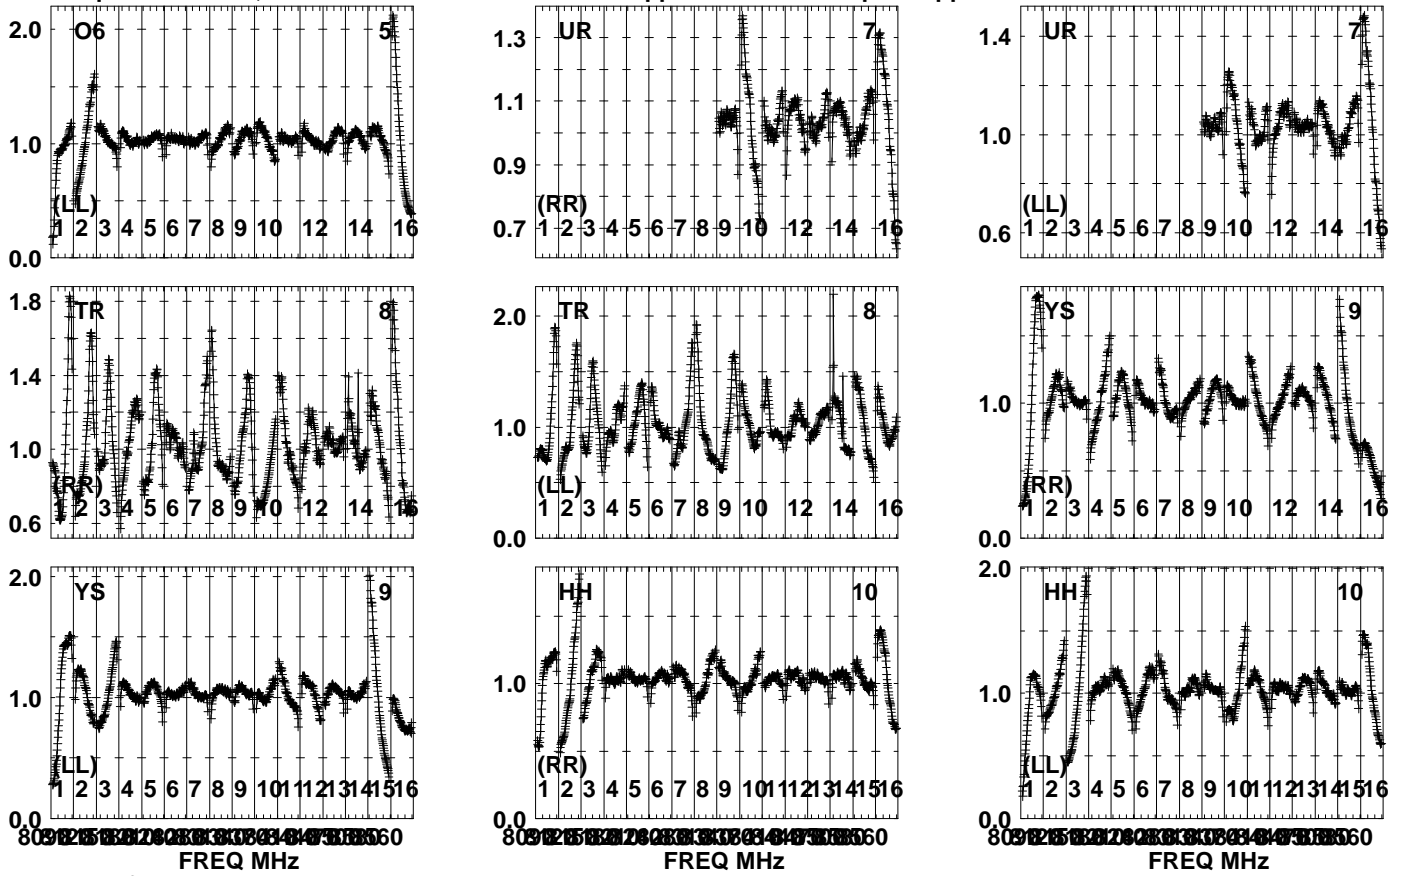 2.0 O6 5
1.0
(LL)
1 2 3 4 5 6 7 8 9 10 12 14 16
0.0
1.3 UR 7
1.1
0.9
(RR)
0.7 1 2 3 4 5 6 7 8 9 10 12 14 16
1.4 UR 7
1.0
(LL)
0.6 1 2 3 4 5 6 7 8 9 10 12 14 16
1.8 TR 8
1.4
1.0
(RR)
0.6 1 2 3 4 5 6 7 8 9 10 12 14 16
2.0 TR 8
1.0
(LL)
1 2 3 4 5 6 7 8 9 10 12 14 16
0.0
YS 9
1.0
(RR)
1 2 3 4 5 6 7 8 9 10 12 14 16
0.0
2.0 YS 9
1.0
(LL)
1 2 3 4 5 6 7 8 9 10 11 12 13 14 15 16
0.0
FREQ MHz
HH 10
1.0
(RR)
1 2 3 4 5 6 7 8 9 10 11 12 13 14 15 16
0.0
FREQ MHz
2.0 HH 10
1.0
(LL)
1 2 3 4 5 6 7 8 9 10 11 12 13 14 15 16
0.0
FREQ MHz